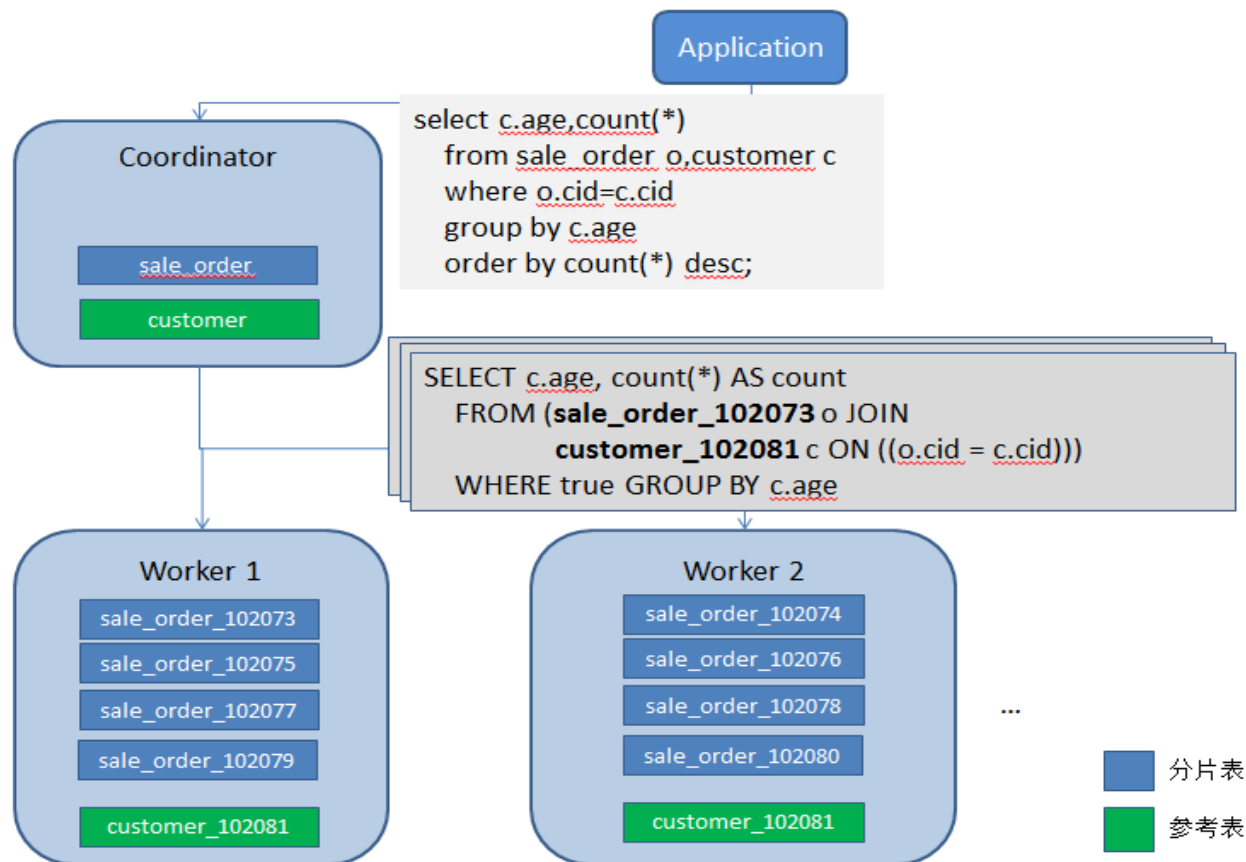 Application
select c.age,count(*)
from sale_order o,customer c
where o.cid=c.cid
group by c.age
order by count(*) desc;
Coordinator
sale_order
customer
SELECT c.age, count(*) AS count
FROM (sale_order_102073 o JOIN
customer_102081 c ON ((o.cid = c.cid)))
WHERE true GROUP BY c.age
Worker 1
sale_order_102073
sale_order_102075
sale_order_102077
sale_order_102079
customer_102081
Worker 2
sale_order_102074
sale_order_102076
sale_order_102078
sale_order_102080
customer_102081
...
分片表
参考表